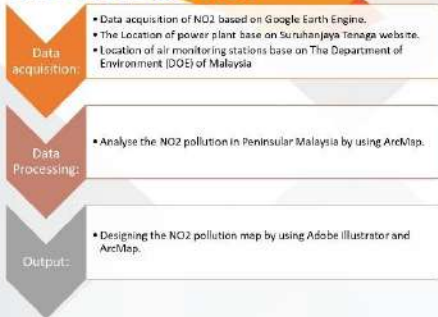 Data
acquisition:
• Data acquisition of NO2 based on Google Earth Engine.
• The Location of power plant base on Suruhanjaya Tenaga website.
• Location of air monitoring stations base on The Department of
Environment (DOE) of Malaysia
Data
Processing:
• Analyse the NO2 pollution in Peninsular Malaysia by using ArcMap.
Output:
• Designing the NO2 pollution map by using Adobe Illustrator and
ArcMap.